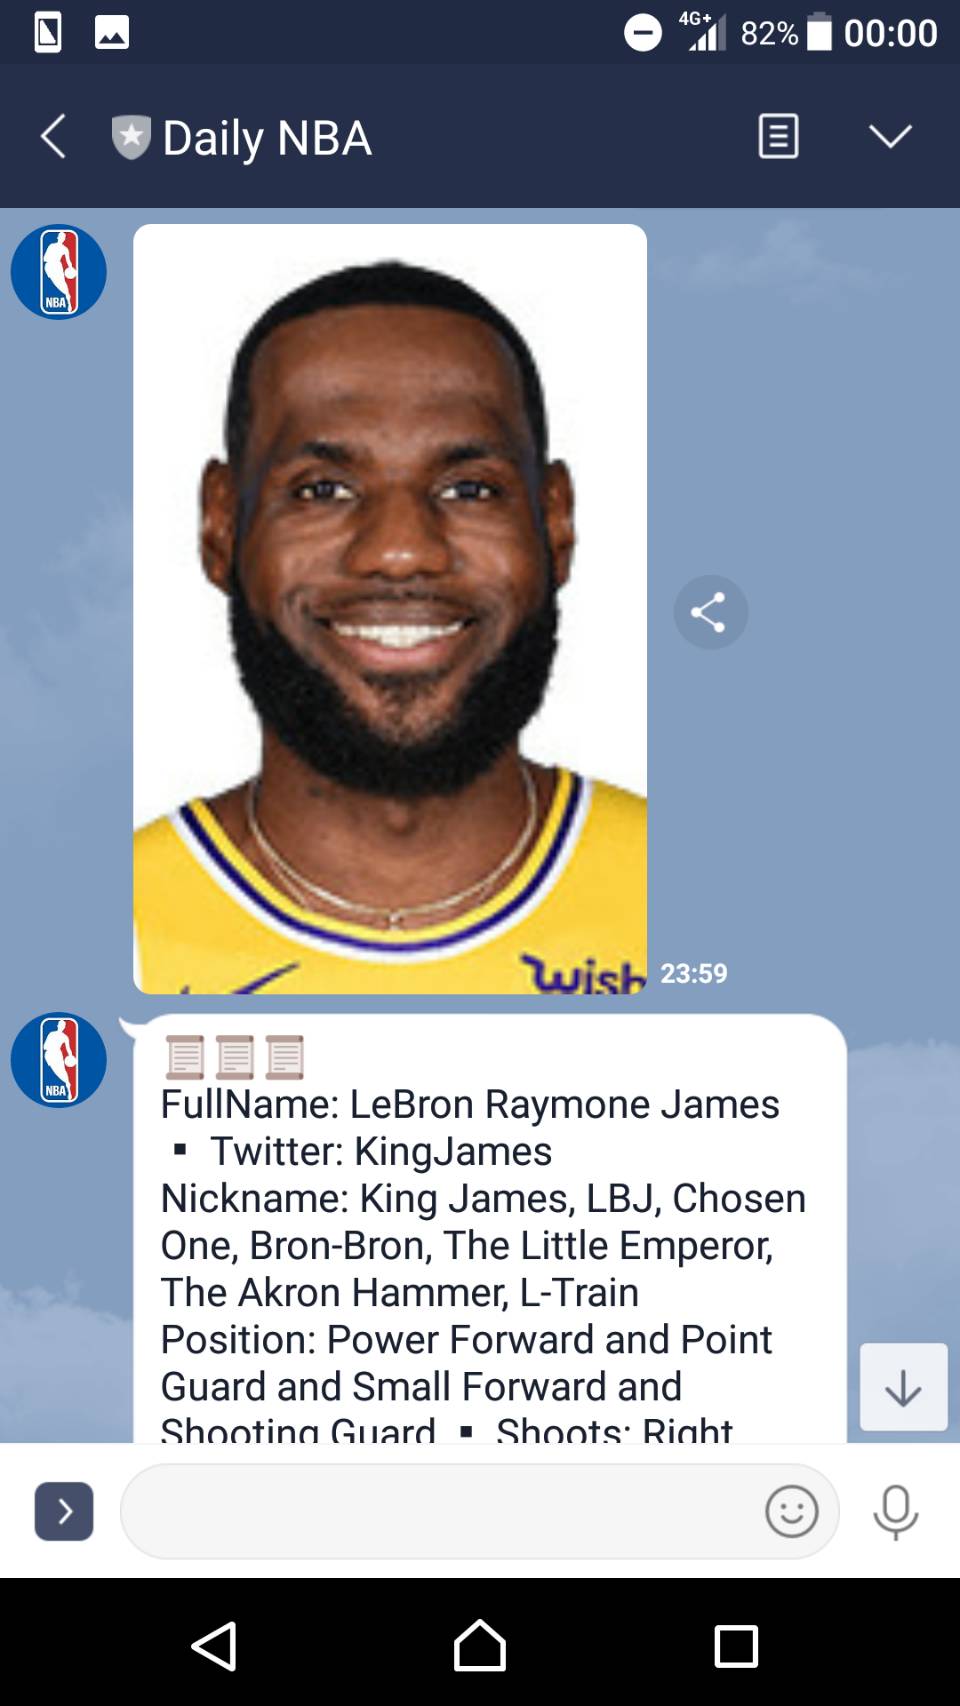 4G+ 82% 00:00
Daily NBA
NBA
wish
23:59
NBA
FullName: LeBron Raymone James
▪ Twitter: KingJames
Nickname: King James, LBJ, Chosen
One, Bron-Bron, The Little Emperor,
The Akron Hammer, L-Train
Position: Power Forward and Point
Guard and Small Forward and
Shooting Guard ▪ Shoots: Right